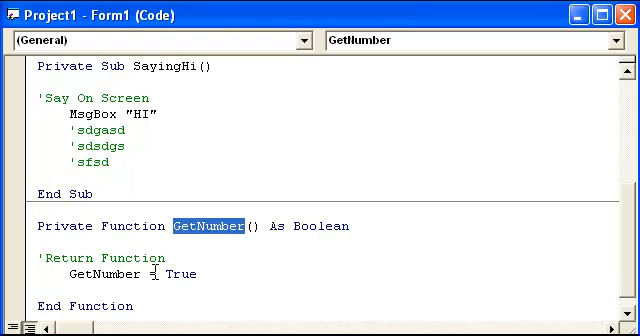 Project1 - Form1 (Code)
(General) GetNumber
Private Sub SayingHi()
'Say On Screen
MsgBox "HI"
'sdgasd
'sdsdgs
'sfsd
End Sub
Private Function GetNumber() As Boolean
'Return Function
GetNumber = True
End Function